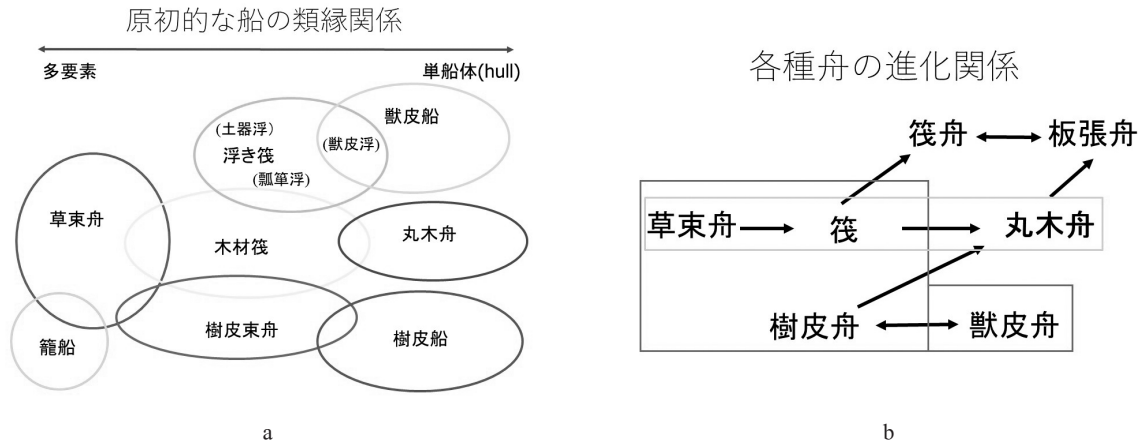 原初的な船の類縁関係
多要素
単船体(hull)
獣皮船
(土器浮)
(獣皮浮)
浮き筏
(瓢箪浮)
草束舟
木材筏
丸木舟
樹皮束舟
樹皮船
籠船
a
各種舟の進化関係
筏舟
板張舟
草束舟
筏
丸木舟
樹皮舟
獣皮舟
b